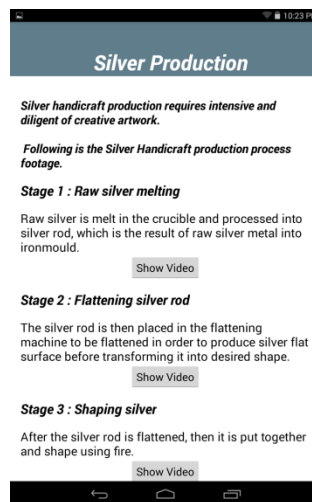 10:23 P
Silver Production
Silver handicraft production requires intensive and
diligent of creative artwork.
Following is the Silver Handicraft production process
footage.
Stage 1 : Raw silver melting
Raw silver is melt in the crucible and processed into
silver rod, which is the result of raw silver metal into
ironmould.
Show Video
Stage 2 : Flattening silver rod
The silver rod is then placed in the flattening
machine to be flattened in order to produce silver flat
surface before transforming it into desired shape.
Show Video
Stage 3 : Shaping silver
After the silver rod is flattened, then it is put together
and shape using fire.
Show Video